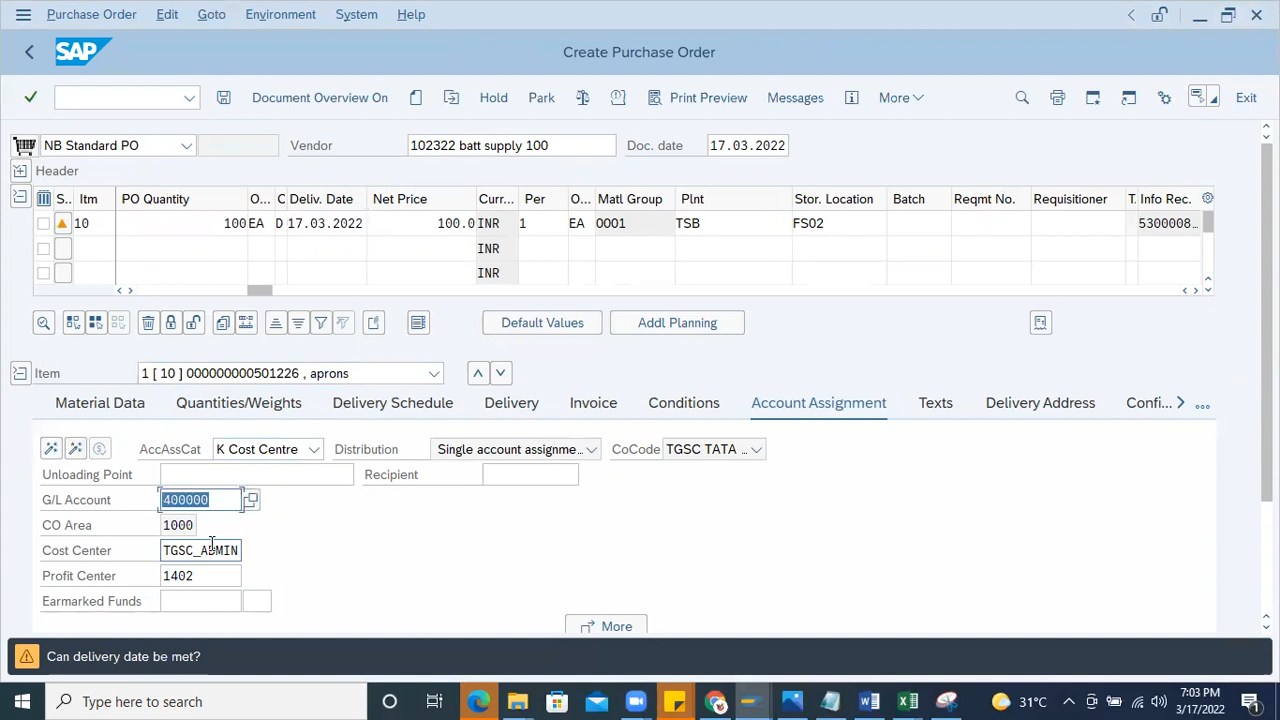 Purchase Order Edit Goto Environment System Help
SAP Create Purchase Order
Document Overview On Hold Park Print Preview Messages More Exit
NB Standard PO Vendor 102322 batt supply 100 Doc. date 17.03.2022
Header
S.. Itm PO Quantity O... C Deliv. Date Net Price Curr... Per O... Matl Group Plnt Stor. Location Batch Reqmt No. Requisitioner T. Info Rec.
10 100 EA D 17.03.2022 100.0 INR 1 EA 0001 TSB FS02 5300008...
INR
INR
Default Values Addl Planning
Item 1 [ 10 ] 000000000501226 , aprons
Material Data Quantities/Weights Delivery Schedule Delivery Invoice Conditions Account Assignment Texts Delivery Address Confi...
AccAssCat K Cost Centre Distribution Single account assignme... CoCode TGSC TATA ...
Unloading Point Recipient
G/L Account 400000
CO Area 1000
Cost Center TGSC_ADMIN
Profit Center 1402
Earmarked Funds
More
Can delivery date be met?
Type here to search 31°C 7:03 PM
3/17/2022